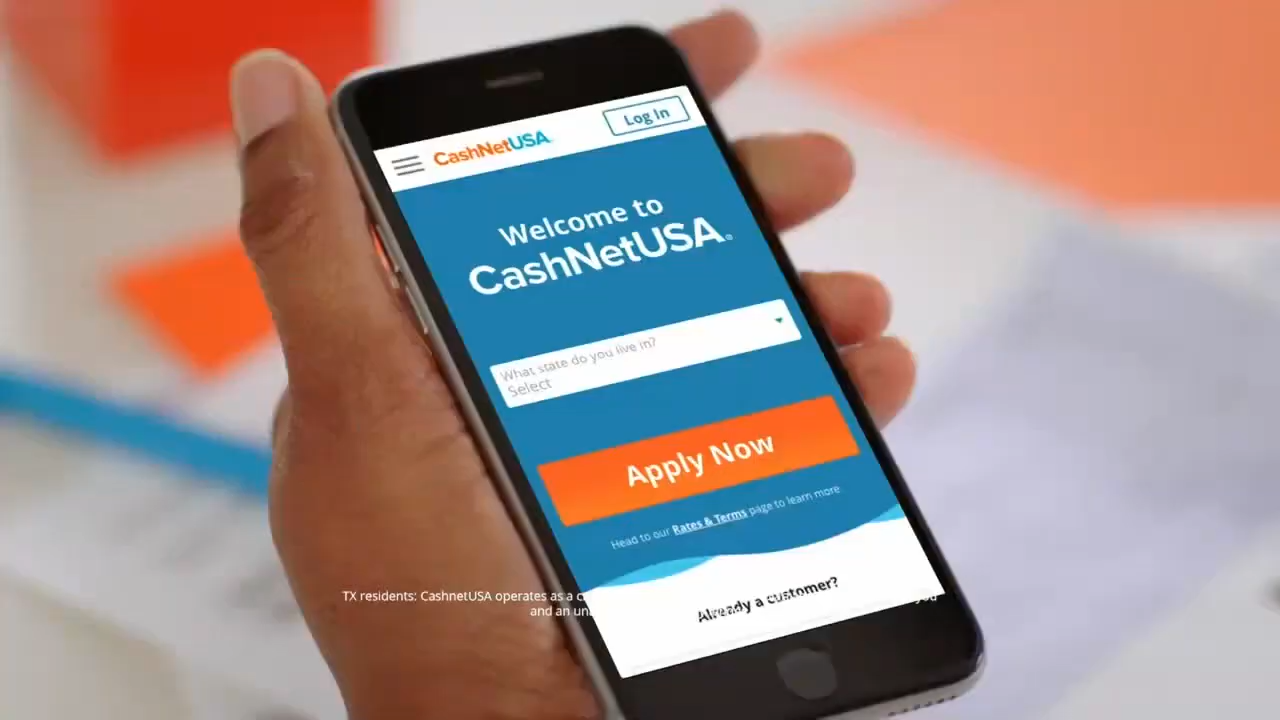 Log In
CashNetUSA
Welcome to
CashNetUSA®
What state do you live in?
Select
Apply Now
Head to our Rates & Terms page to learn more
Already a customer?
TX residents: CashnetUSA operates as a
you
and an